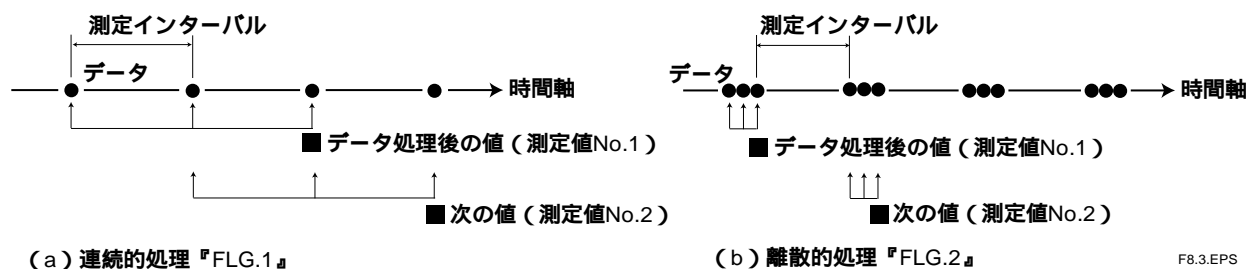 測定インターバル
データ
時間軸
■ データ処理後の値（測定値No.1）
■ 次の値（測定値No.2）
（a）連続的処理『FLG.1』
測定インターバル
データ
時間軸
■ データ処理後の値（測定値No.1）
■ 次の値（測定値No.2）
（b）離散的処理『FLG.2』
F8.3.EPS